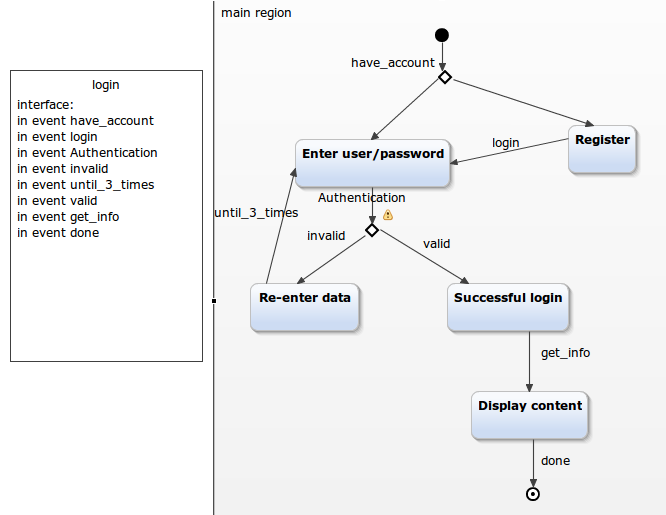 main region
login
interface:
in event have_account
in event login
in event Authentication
in event invalid
in event until_3_times
in event valid
in event get_info
in event done
have_account
Enter user/password
login
Register
Authentication
until_3_times
invalid
valid
Re-enter data
Successful login
get_info
Display content
done